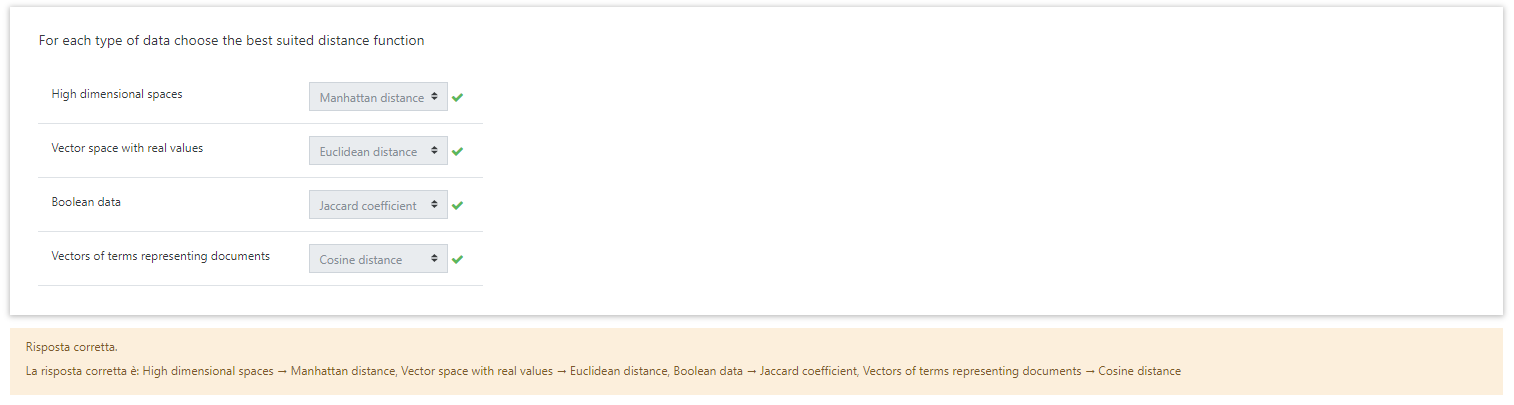 For each type of data choose the best suited distance function
High dimensional spaces Manhattan distance
Vector space with real values Euclidean distance
Boolean data Jaccard coefficient
Vectors of terms representing documents Cosine distance
Risposta corretta.
La risposta corretta è: High dimensional spaces → Manhattan distance, Vector space with real values → Euclidean distance, Boolean data → Jaccard coefficient, Vectors of terms representing documents → Cosine distance